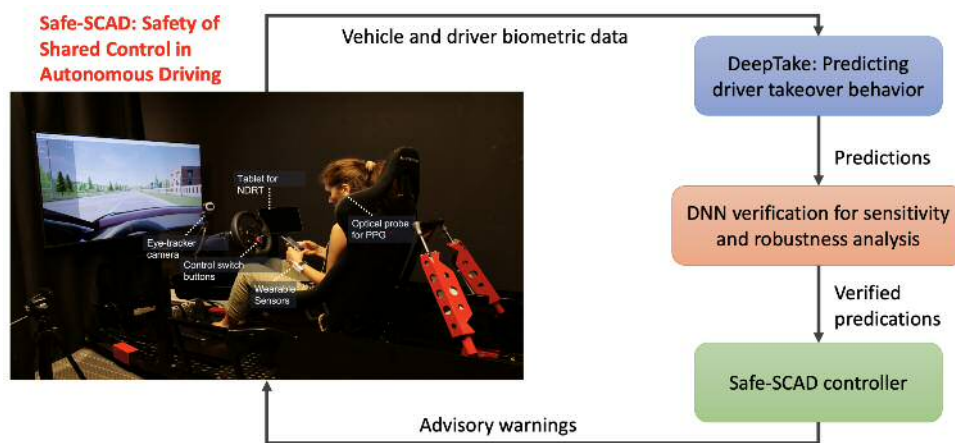 Safe-SCAD: Safety of
Shared Control in
Autonomous Driving
Vehicle and driver biometric data
DeepTake: Predicting
driver takeover behavior
Predictions
DNN verification for sensitivity
and robustness analysis
Verified
predications
Safe-SCAD controller
Advisory warnings
Tablet for
NDRT
Optical probe
for PPG
Eye-tracker
camera
Control switch
buttons
Wearable
Sensors